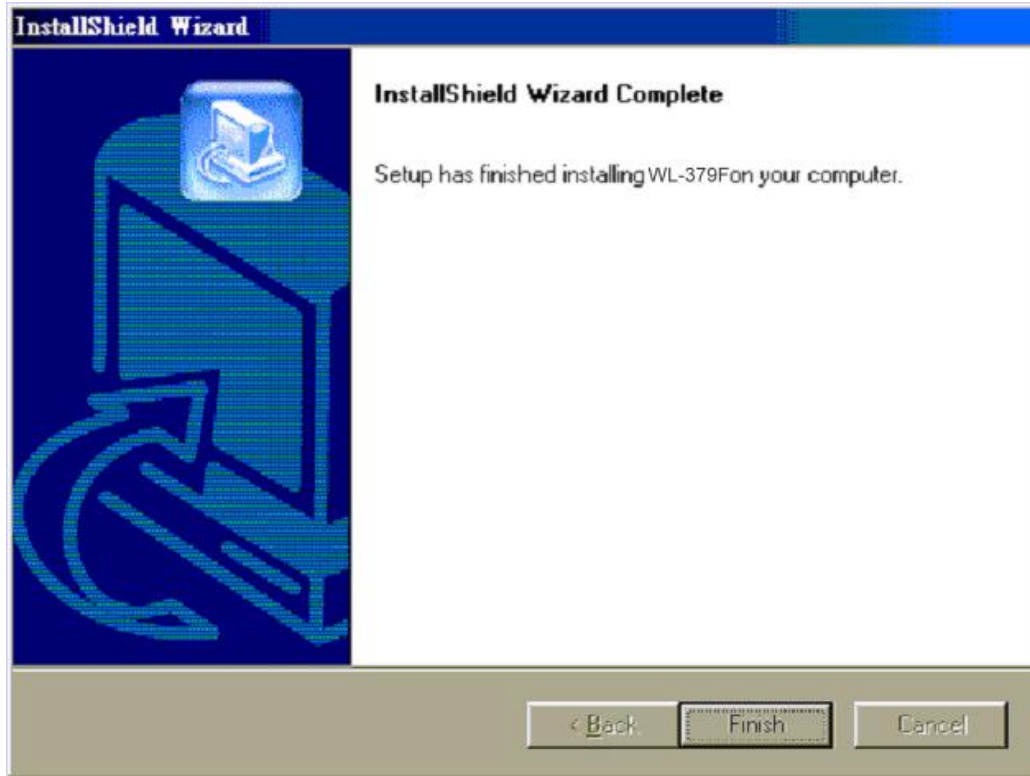 InstallShield Wizard
InstallShield Wizard Complete
Setup has finished installing WL-379Fon your computer.
< Back
Finish
Cancel